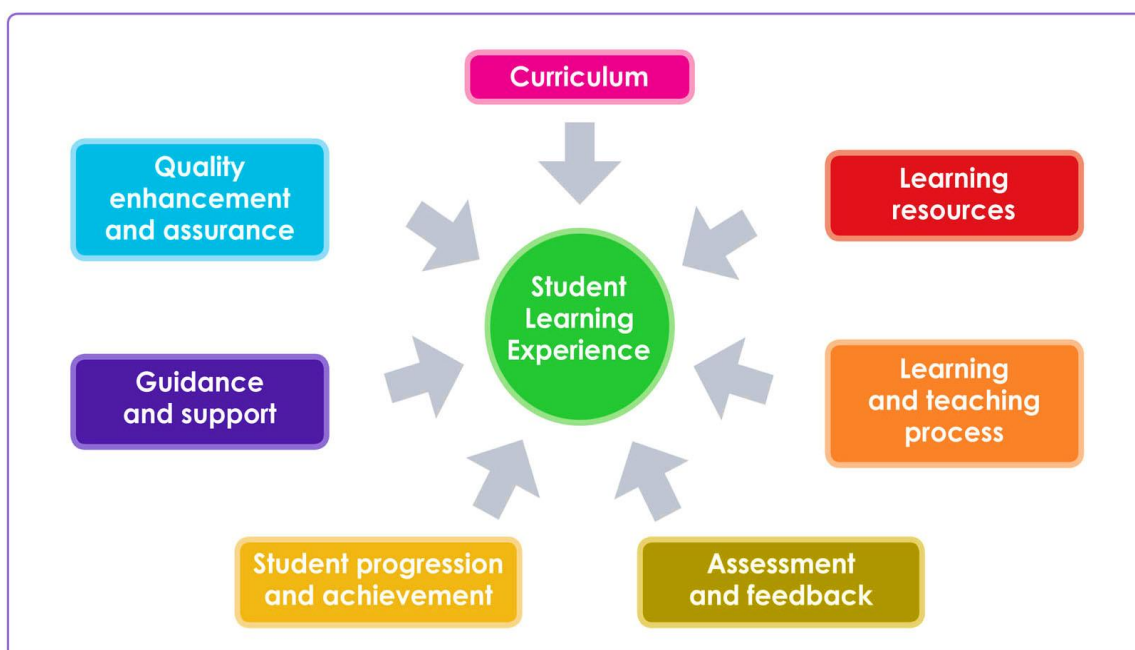 Curriculum
Quality
enhancement
and assurance
Learning
resources
Student
Learning
Experience
Guidance
and support
Learning
and teaching
process
Student progression
and achievement
Assessment
and feedback